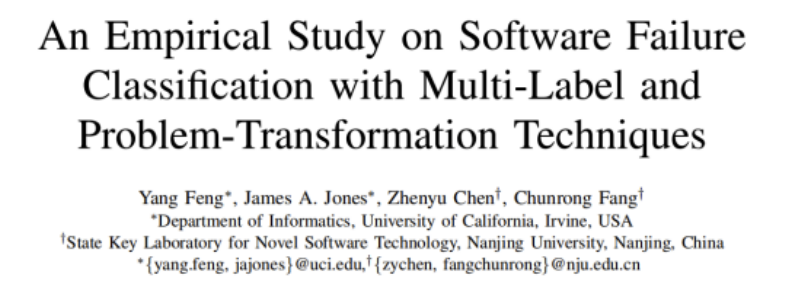 An Empirical Study on Software Failure
Classification with Multi-Label and
Problem-Transformation Techniques
Yang Feng*, James A. Jones*, Zhenyu Chen†, Chunrong Fang†
*Department of Informatics, University of California, Irvine, USA
†State Key Laboratory for Novel Software Technology, Nanjing University, Nanjing, China
*{yang.feng, jajones}@uci.edu,†{zychen, fangchunrong}@nju.edu.cn